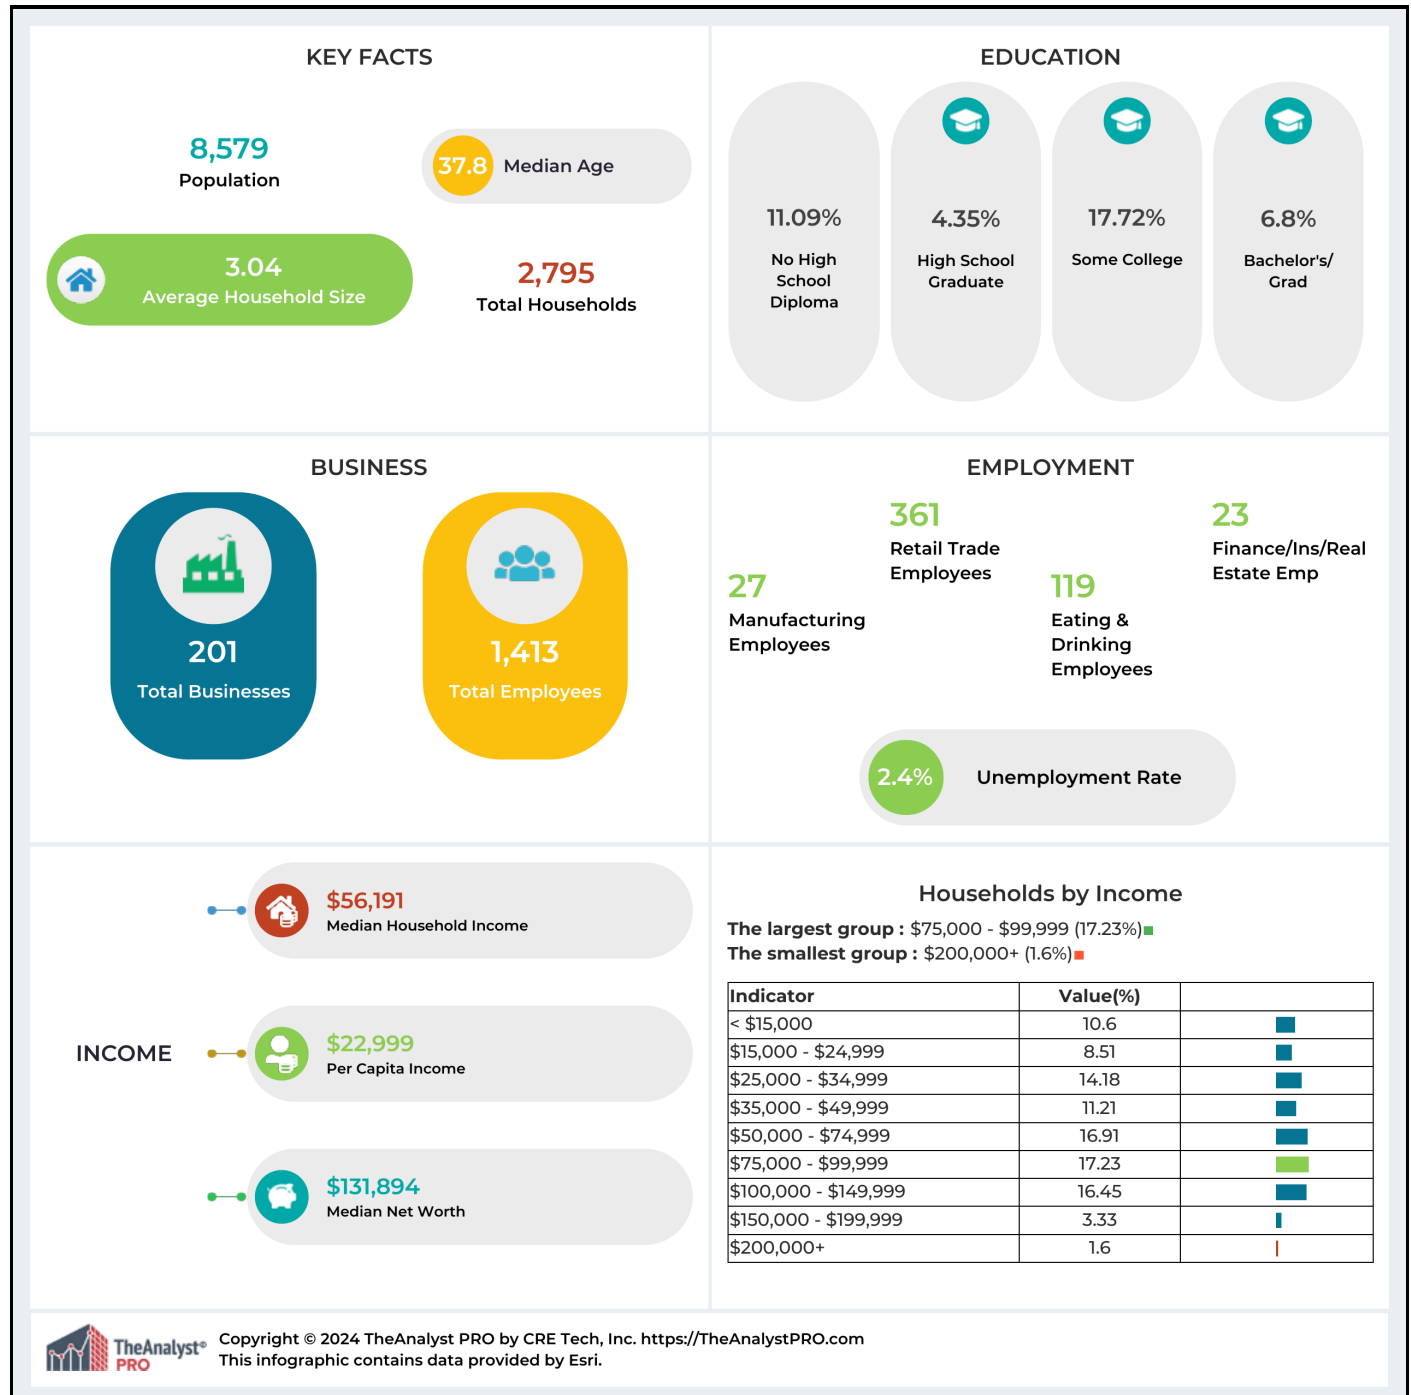 KEY FACTS
8,579
Population
37.8 Median Age
3.04
Average Household Size
2,795
Total Households
EDUCATION
11.09%
No High
School
Diploma
4.35%
High School
Graduate
17.72%
Some College
6.8%
Bachelor's/
Grad
BUSINESS
201
Total Businesses
1,413
Total Employees
EMPLOYMENT
27
Manufacturing
Employees
361
Retail Trade
Employees
119
Eating &
Drinking
Employees
23
Finance/Ins/Real
Estate Emp
2.4% Unemployment Rate
INCOME
$56,191
Median Household Income
$22,999
Per Capita Income
$131,894
Median Net Worth
Households by Income
The largest group : $75,000 - $99,999 (17.23%)
The smallest group : $200,000+ (1.6%)
Indicator Value(%)
< $15,000 10.6
$15,000 - $24,999 8.51
$25,000 - $34,999 14.18
$35,000 - $49,999 11.21
$50,000 - $74,999 16.91
$75,000 - $99,999 17.23
$100,000 - $149,999 16.45
$150,000 - $199,999 3.33
$200,000+ 1.6
TheAnalyst®
PRO
Copyright © 2024 TheAnalyst PRO by CRE Tech, Inc. https://TheAnalystPRO.com
This infographic contains data provided by Esri.